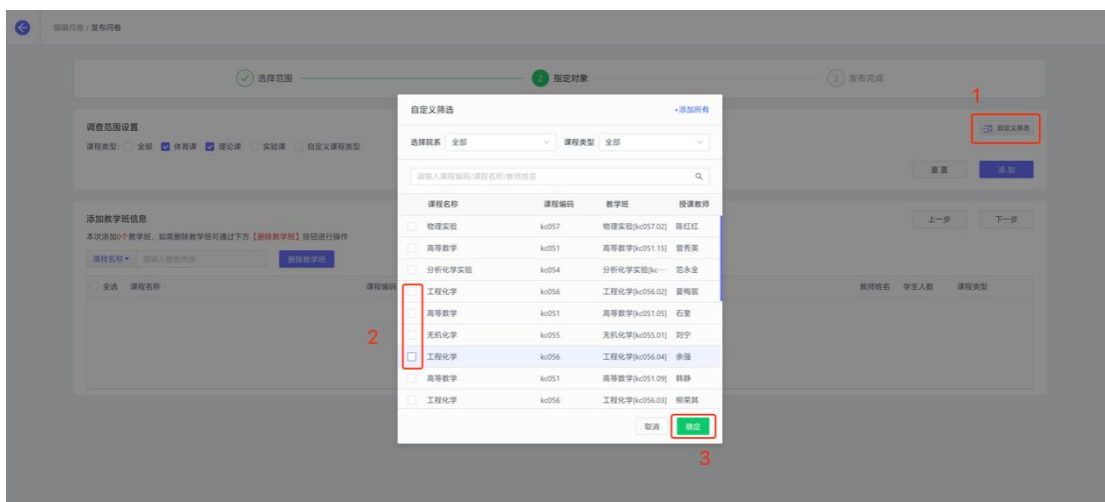 编辑问卷 / 发布问卷
选择范围
2 指定对象
3 发布完成
1
调查范围设置
自定义筛选
课程类型: 全部 体育课 理论课 实验课 自定义课程类型
重置 添加
添加教学班信息
上一步 下一步
本次添加0个教学班，如需删除教学班可通过下方【删除教学班】按钮进行操作
课程名称 请输入搜索内容 删除教学班
全选 课程名称 课程编码 教师姓名 学生人数 课程类型
自定义筛选 +添加所有
选择院系 全部 课程类型 全部
请输入课程编码/课程名称/教师姓名
课程名称 课程编码 教学班 授课教师
物理实验 kc057 物理实验[kc057.02] 陈红红
高等数学 kc051 高等数学[kc051.15] 曾秀英
分析化学实验 kc054 分析化学实验[kc··· 范永全
工程化学 kc056 工程化学[kc056.02] 夏梅宸
高等数学 kc051 高等数学[kc051.05] 石奎
无机化学 kc055 无机化学[kc055.01] 刘宁
2
工程化学 kc056 工程化学[kc056.04] 余强
高等数学 kc051 高等数学[kc051.09] 韩静
工程化学 kc056 工程化学[kc056.03] 柳荣其
取消 确定
3